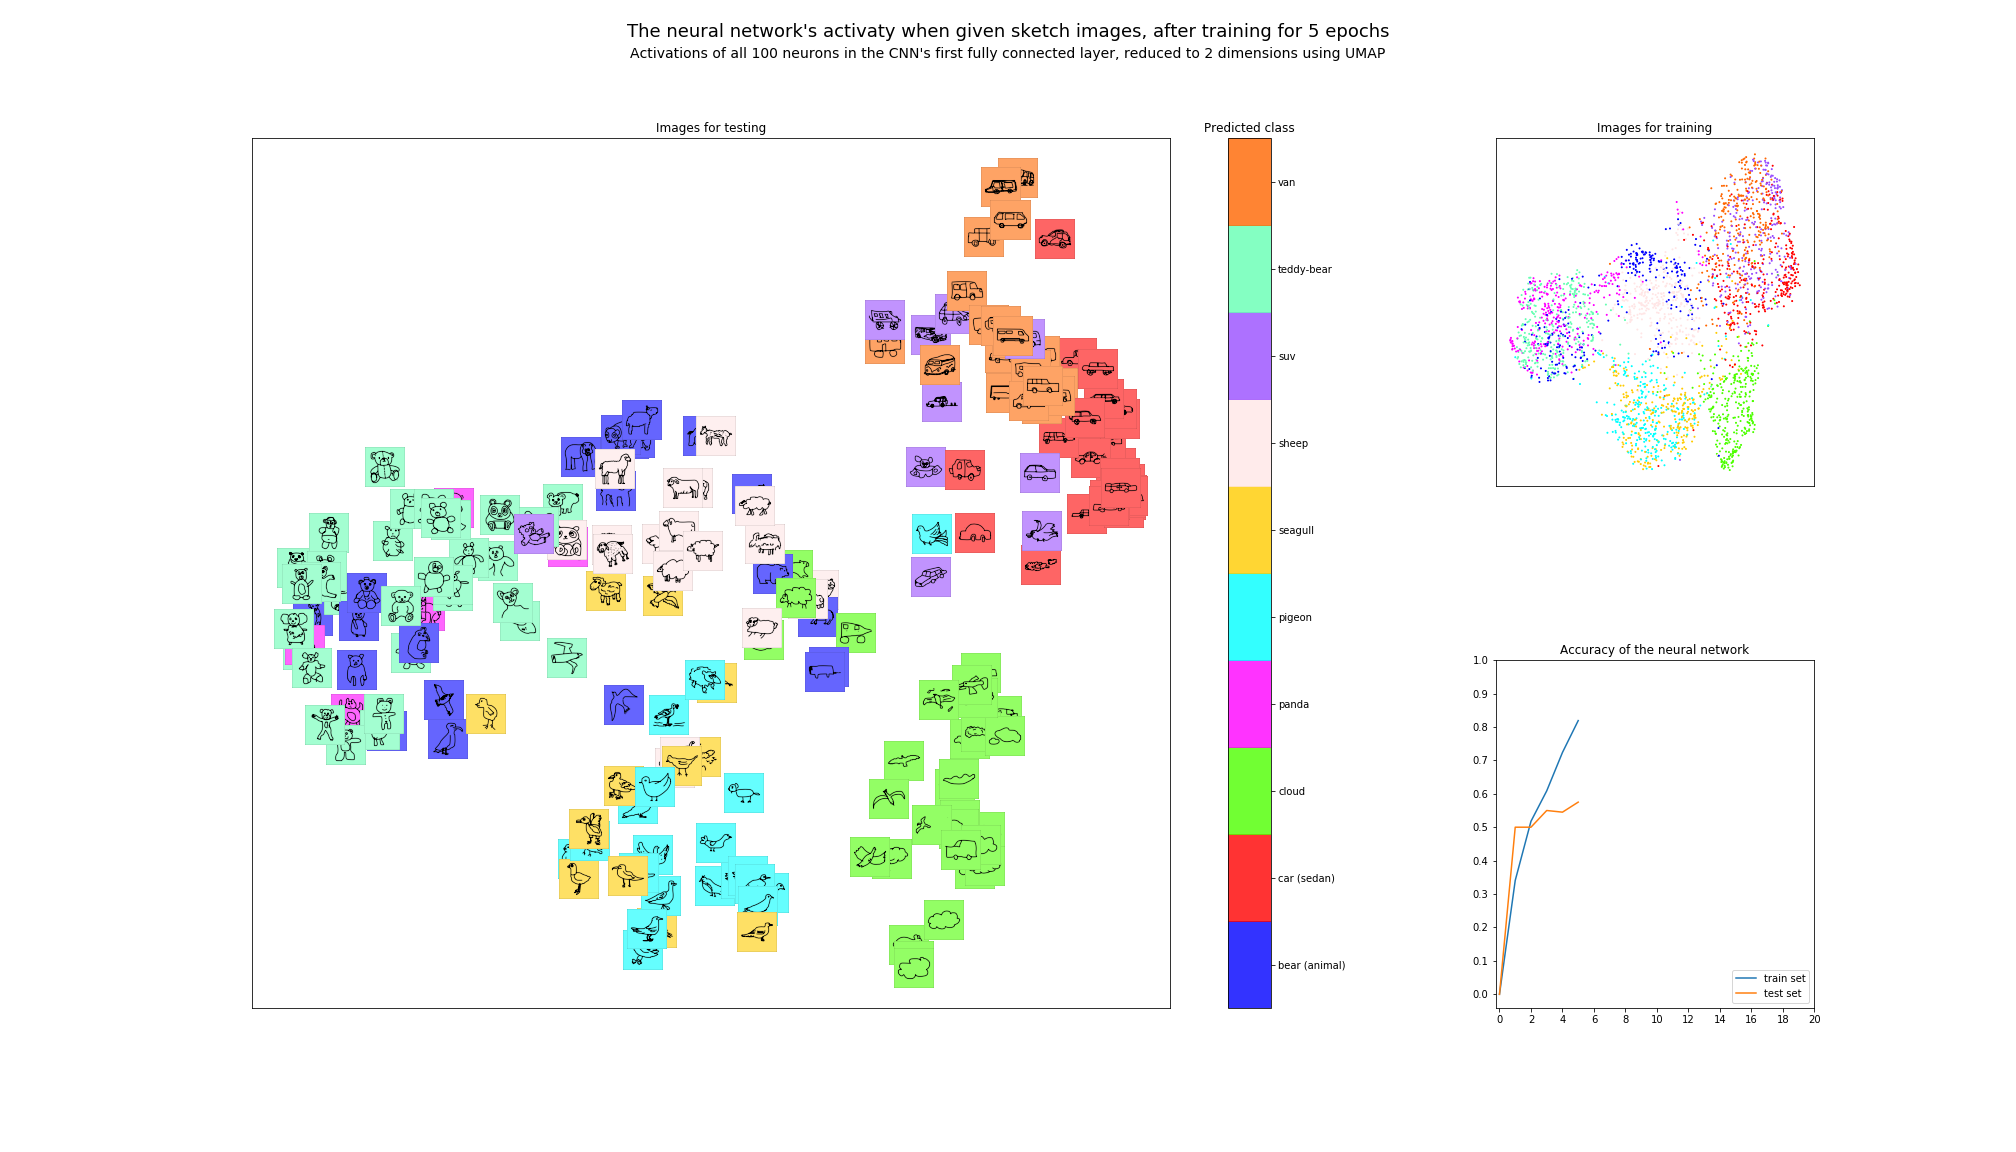 The neural network's activaty when given sketch images, after training for 5 epochs
Activations of all 100 neurons in the CNN's first fully connected layer, reduced to 2 dimensions using UMAP
Images for testing
Predicted class
van
teddy-bear
suv
sheep
seagull
pigeon
panda
cloud
car (sedan)
bear (animal)
Images for training
Accuracy of the neural network
1.0
0.9
0.8
0.7
0.6
0.5
0.4
0.3
0.2
0.1
0.0
train set
test set
0 2 4 6 8 10 12 14 16 18 20